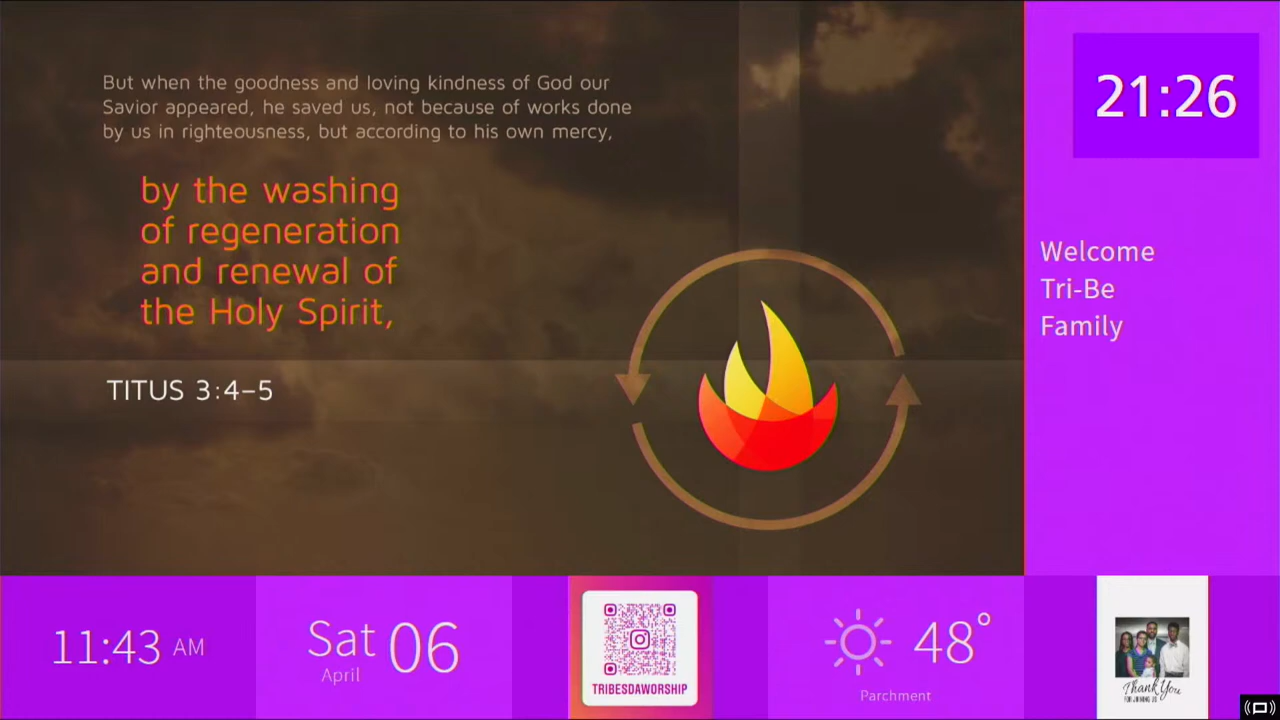 But when the goodness and loving kindness of God our
Savior appeared, he saved us, not because of works done
by us in righteousness, but according to his own mercy,
by the washing
of regeneration
and renewal of
the Holy Spirit,
TITUS 3:4–5
21:26
Welcome
Tri-Be
Family
11:43 AM
Sat 06
April
TRIBESDAWORSHIP
48°
Parchment
Thank You
FOR JOINING US